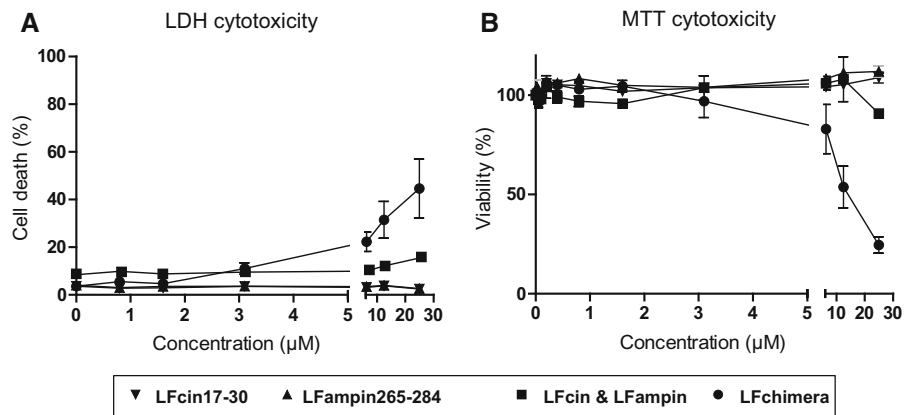 A
LDH cytotoxicity
Cell death (%)
100
80
60
40
20
0
0 1 2 3 4 5 10 20 30
Concentration (µM)
B
MTT cytotoxicity
Viability (%)
100
50
0
0 1 2 3 4 5 10 20 30
Concentration (µM)
LFcin17-30 LFampin265-284 LFcin & LFampin LFchimera